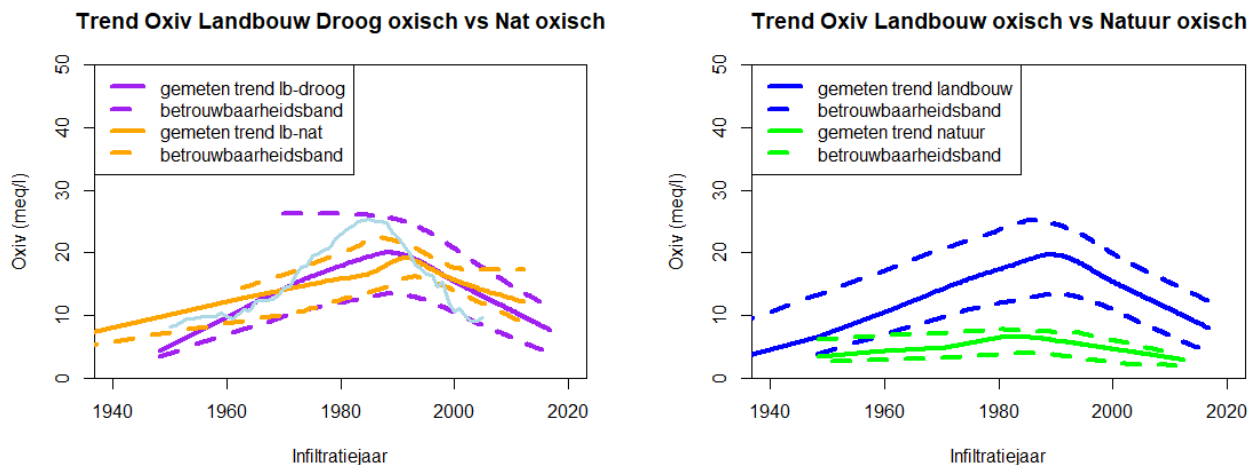 Trend Oxiv Landbouw Droog oxisch vs Nat oxisch
50
40
30
20
10
0
Oxiv (meq/l)
gemeten trend lb-droog
betrouwbaarheidsband
gemeten trend lb-nat
betrouwbaarheidsband
1940 1960 1980 2000 2020
Infiltratiejaar
Trend Oxiv Landbouw oxisch vs Natuur oxisch
50
40
30
20
10
0
Oxiv (meq/l)
gemeten trend landbouw
betrouwbaarheidsband
gemeten trend natuur
betrouwbaarheidsband
1940 1960 1980 2000 2020
Infiltratiejaar